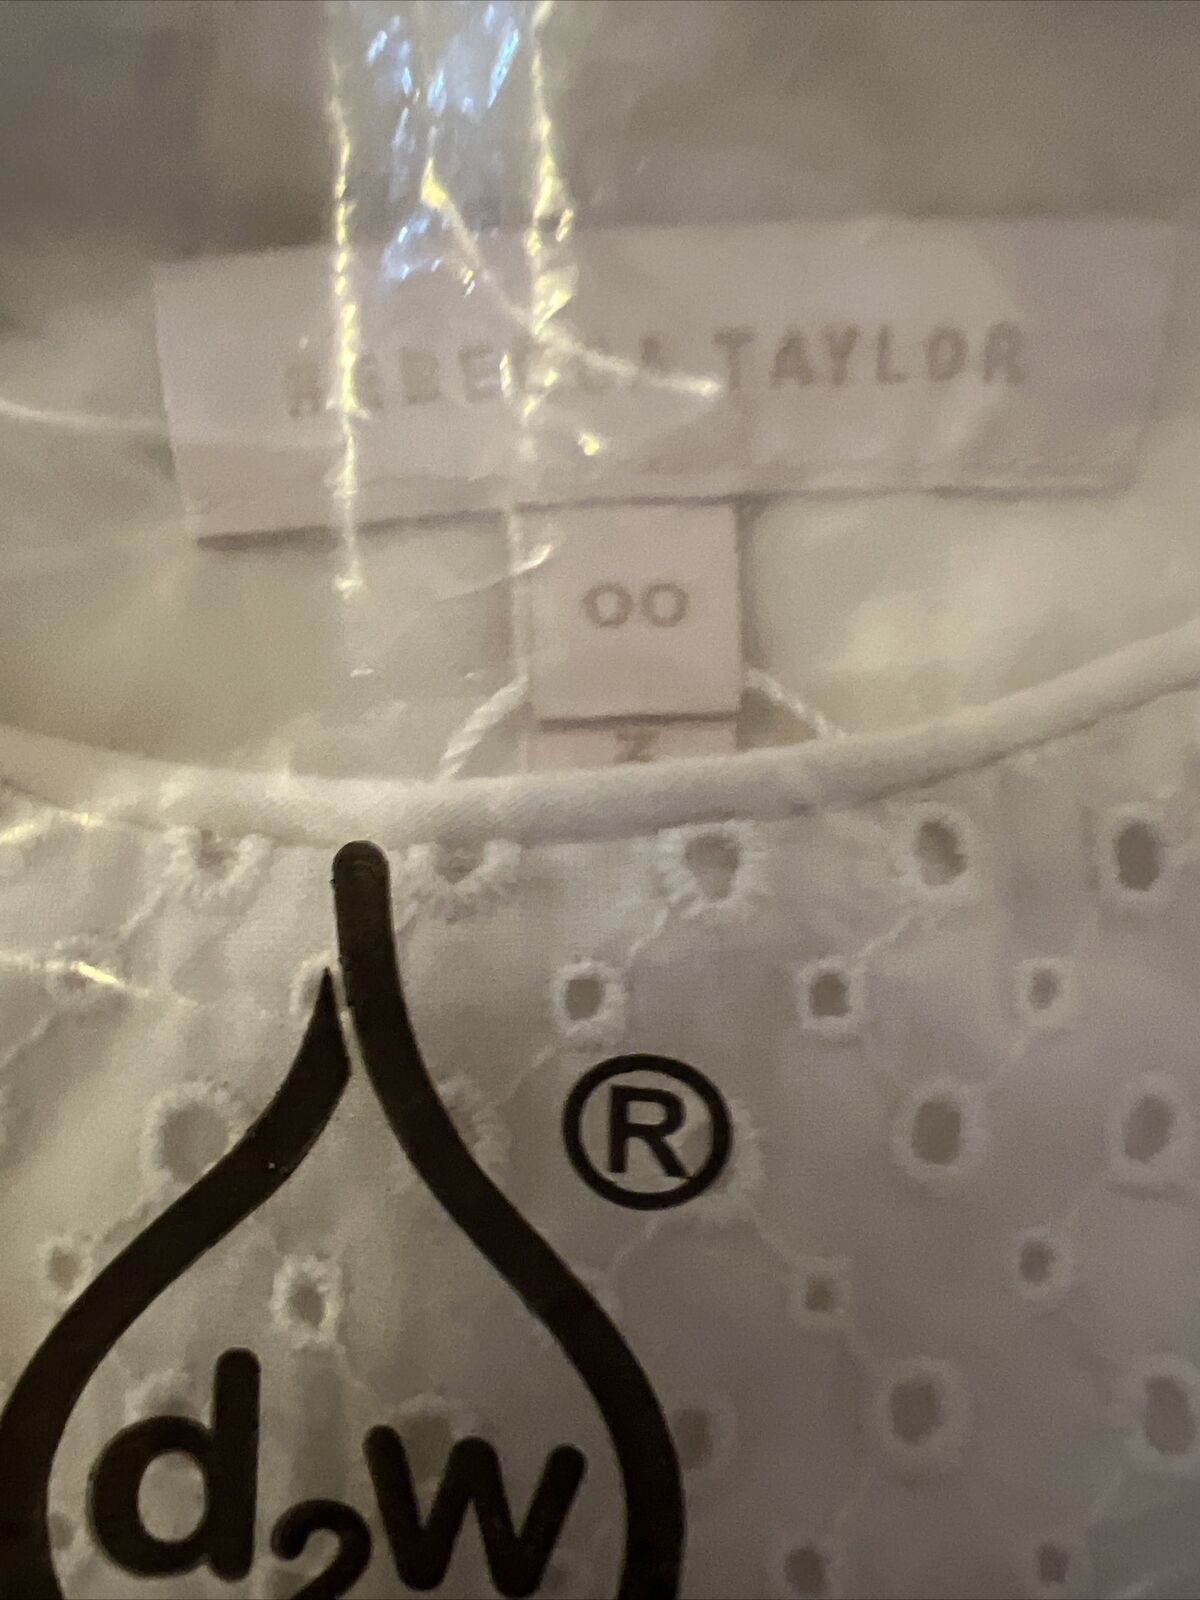 REBECCA TAYLOR
00
®
d2w